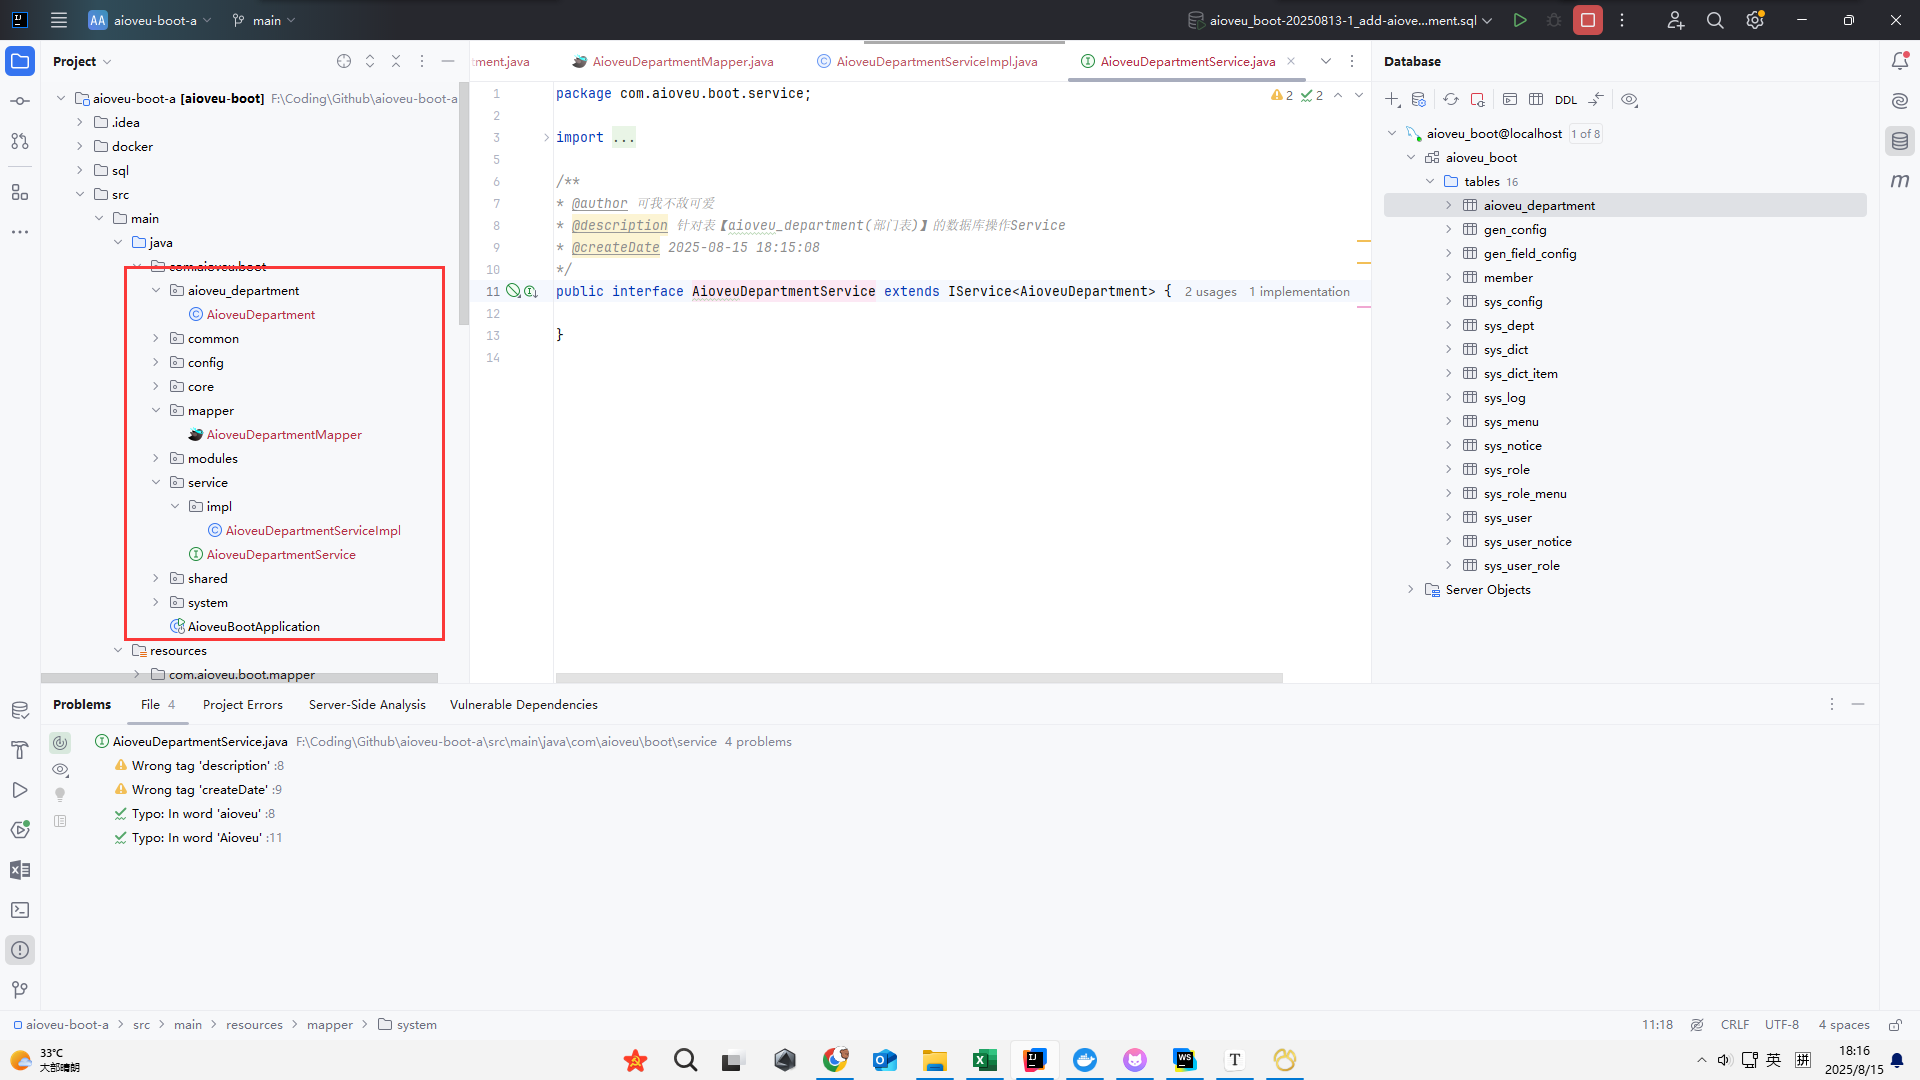 AA aioveu-boot-a
main
aioveu_boot-20250813-1_add-aiove...ment.sql
Project
aioveu-boot-a [aioveu-boot] F:\Coding\Github\aioveu-boot-a
.idea
docker
sql
src
main
java
com.aioveu.boot
aioveu_department
AioveuDepartment
common
config
core
mapper
AioveuDepartmentMapper
modules
service
impl
AioveuDepartmentServiceImpl
AioveuDepartmentService
shared
system
AioveuBootApplication
resources
com.aioveu.boot.mapper
tment.java
AioveuDepartmentMapper.java
AioveuDepartmentServiceImpl.java
AioveuDepartmentService.java
2 2
1 package com.aioveu.boot.service;
2
3 import ...
5
6 /**
7 * @author 可我不敌可爱
8 * @description 针对表【aioveu_department(部门表)】的数据库操作Service
9 * @createDate 2025-08-15 18:15:08
10 */
11 public interface AioveuDepartmentService extends IService<AioveuDepartment> { 2 usages 1 implementation
12
13 }
14
Database
DDL
aioveu_boot@localhost 1 of 8
aioveu_boot
tables 16
aioveu_department
gen_config
gen_field_config
member
sys_config
sys_dept
sys_dict
sys_dict_item
sys_log
sys_menu
sys_notice
sys_role
sys_role_menu
sys_user
sys_user_notice
sys_user_role
Server Objects
Problems
File 4
Project Errors
Server-Side Analysis
Vulnerable Dependencies
AioveuDepartmentService.java F:\Coding\Github\aioveu-boot-a\src\main\java\com\aioveu\boot\service 4 problems
Wrong tag 'description' :8
Wrong tag 'createDate' :9
Typo: In word 'aioveu' :8
Typo: In word 'Aioveu' :11
aioveu-boot-a > src > main > resources > mapper > system
11:18
CRLF
UTF-8
4 spaces
33°C
大部晴朗
英
拼
18:16
2025/8/15